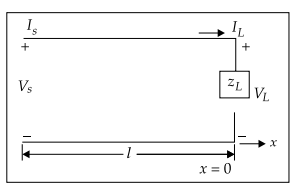 I_s I_L
+ +
V_s z_L V_L
– –
x
l
x = 0